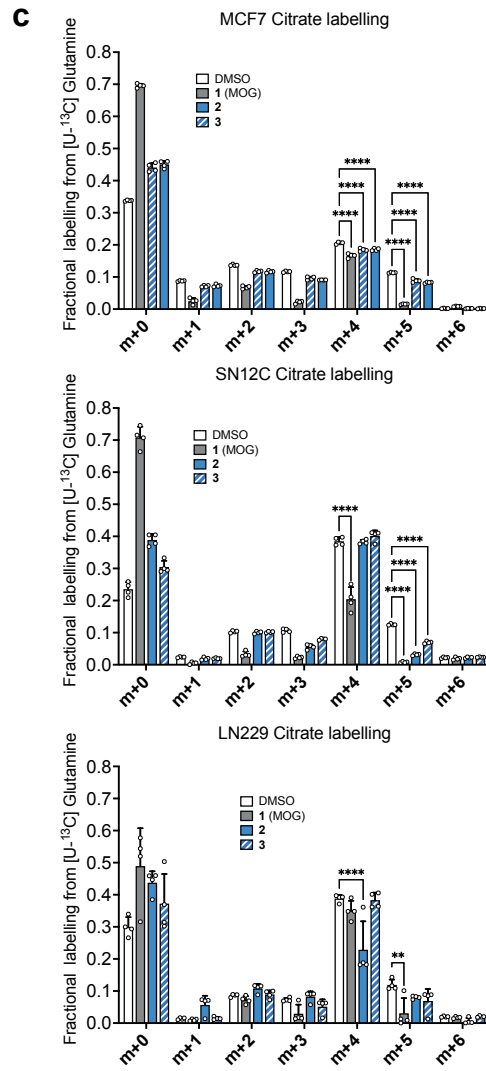 c
MCF7 Citrate labelling
Fractional labelling from [U-¹³C] Glutamine
0.8
0.7
0.6
0.5
0.4
0.3
0.2
0.1
0.0
DMSO
1 (MOG)
2
3
****
****
****
****
****
****
m+0
m+1
m+2
m+3
m+4
m+5
m+6
SN12C Citrate labelling
Fractional labelling from [U-¹³C] Glutamine
0.8
0.7
0.6
0.5
0.4
0.3
0.2
0.1
0.0
DMSO
1 (MOG)
2
3
****
****
****
****
m+0
m+1
m+2
m+3
m+4
m+5
m+6
LN229 Citrate labelling
Fractional labelling from [U-¹³C] Glutamine
0.8
0.7
0.6
0.5
0.4
0.3
0.2
0.1
0.0
DMSO
1 (MOG)
2
3
****
**
m+0
m+1
m+2
m+3
m+4
m+5
m+6